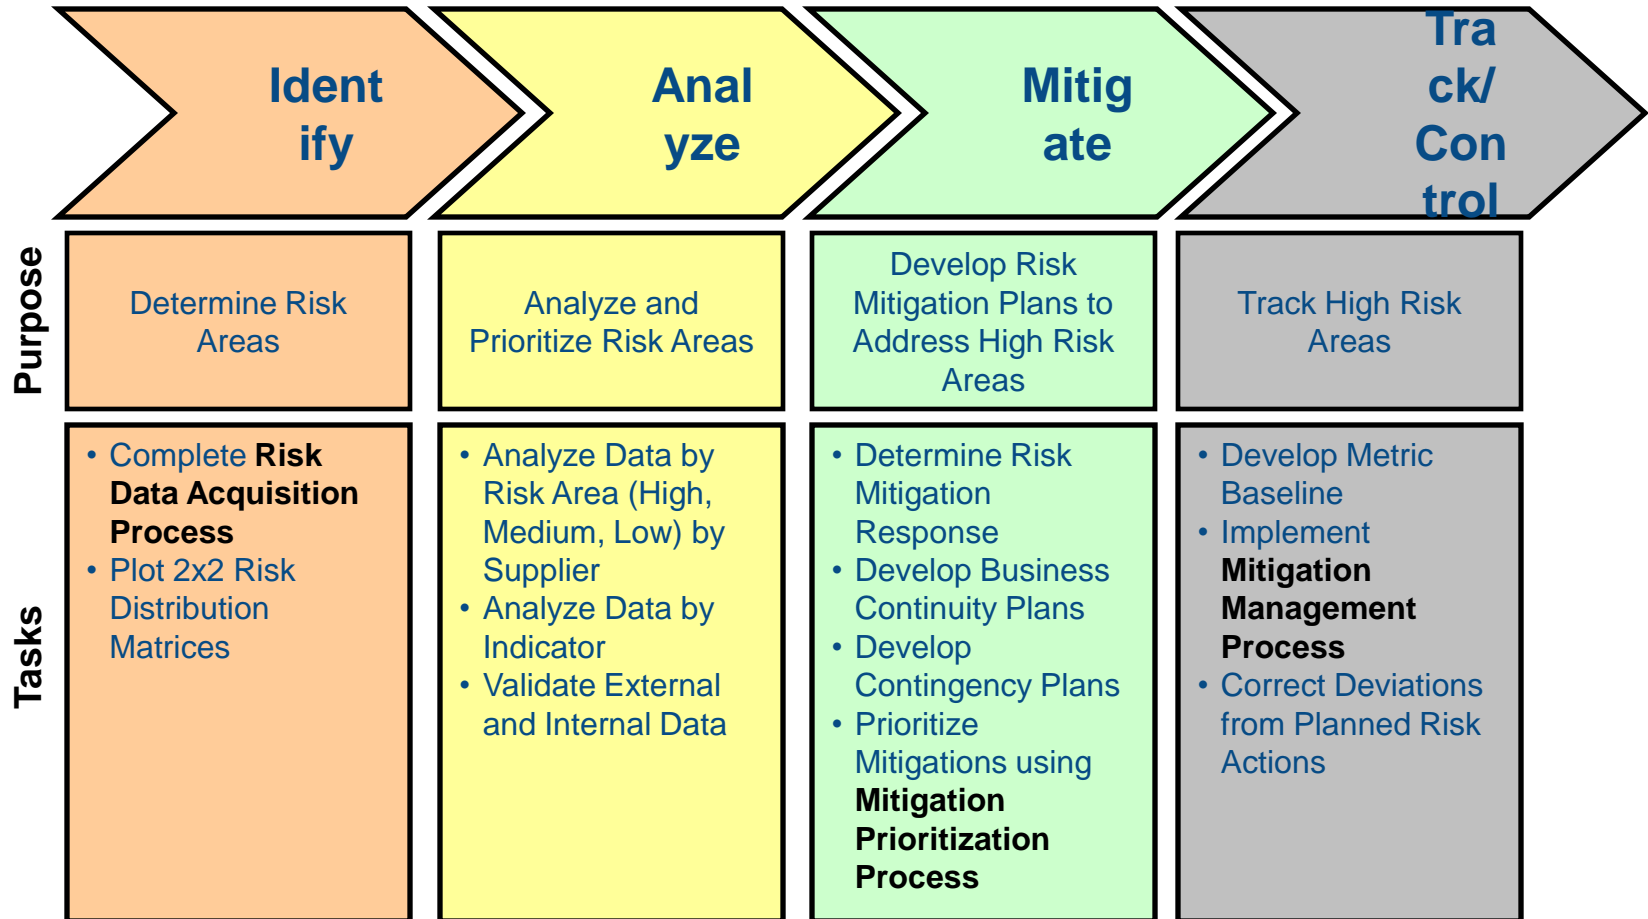 Ident
ify
Anal
yze
Mitig
ate
Tra
ck/
Con
trol
Purpose
Determine Risk
Areas
Analyze and
Prioritize Risk Areas
Develop Risk
Mitigation Plans to
Address High Risk
Areas
Track High Risk
Areas
Tasks
• Complete Risk
Data Acquisition
Process
• Plot 2x2 Risk
Distribution
Matrices
• Analyze Data by
Risk Area (High,
Medium, Low) by
Supplier
• Analyze Data by
Indicator
• Validate External
and Internal Data
• Determine Risk
Mitigation
Response
• Develop Business
Continuity Plans
• Develop
Contingency Plans
• Prioritize
Mitigations using
Mitigation
Prioritization
Process
• Develop Metric
Baseline
• Implement
Mitigation
Management
Process
• Correct Deviations
from Planned Risk
Actions